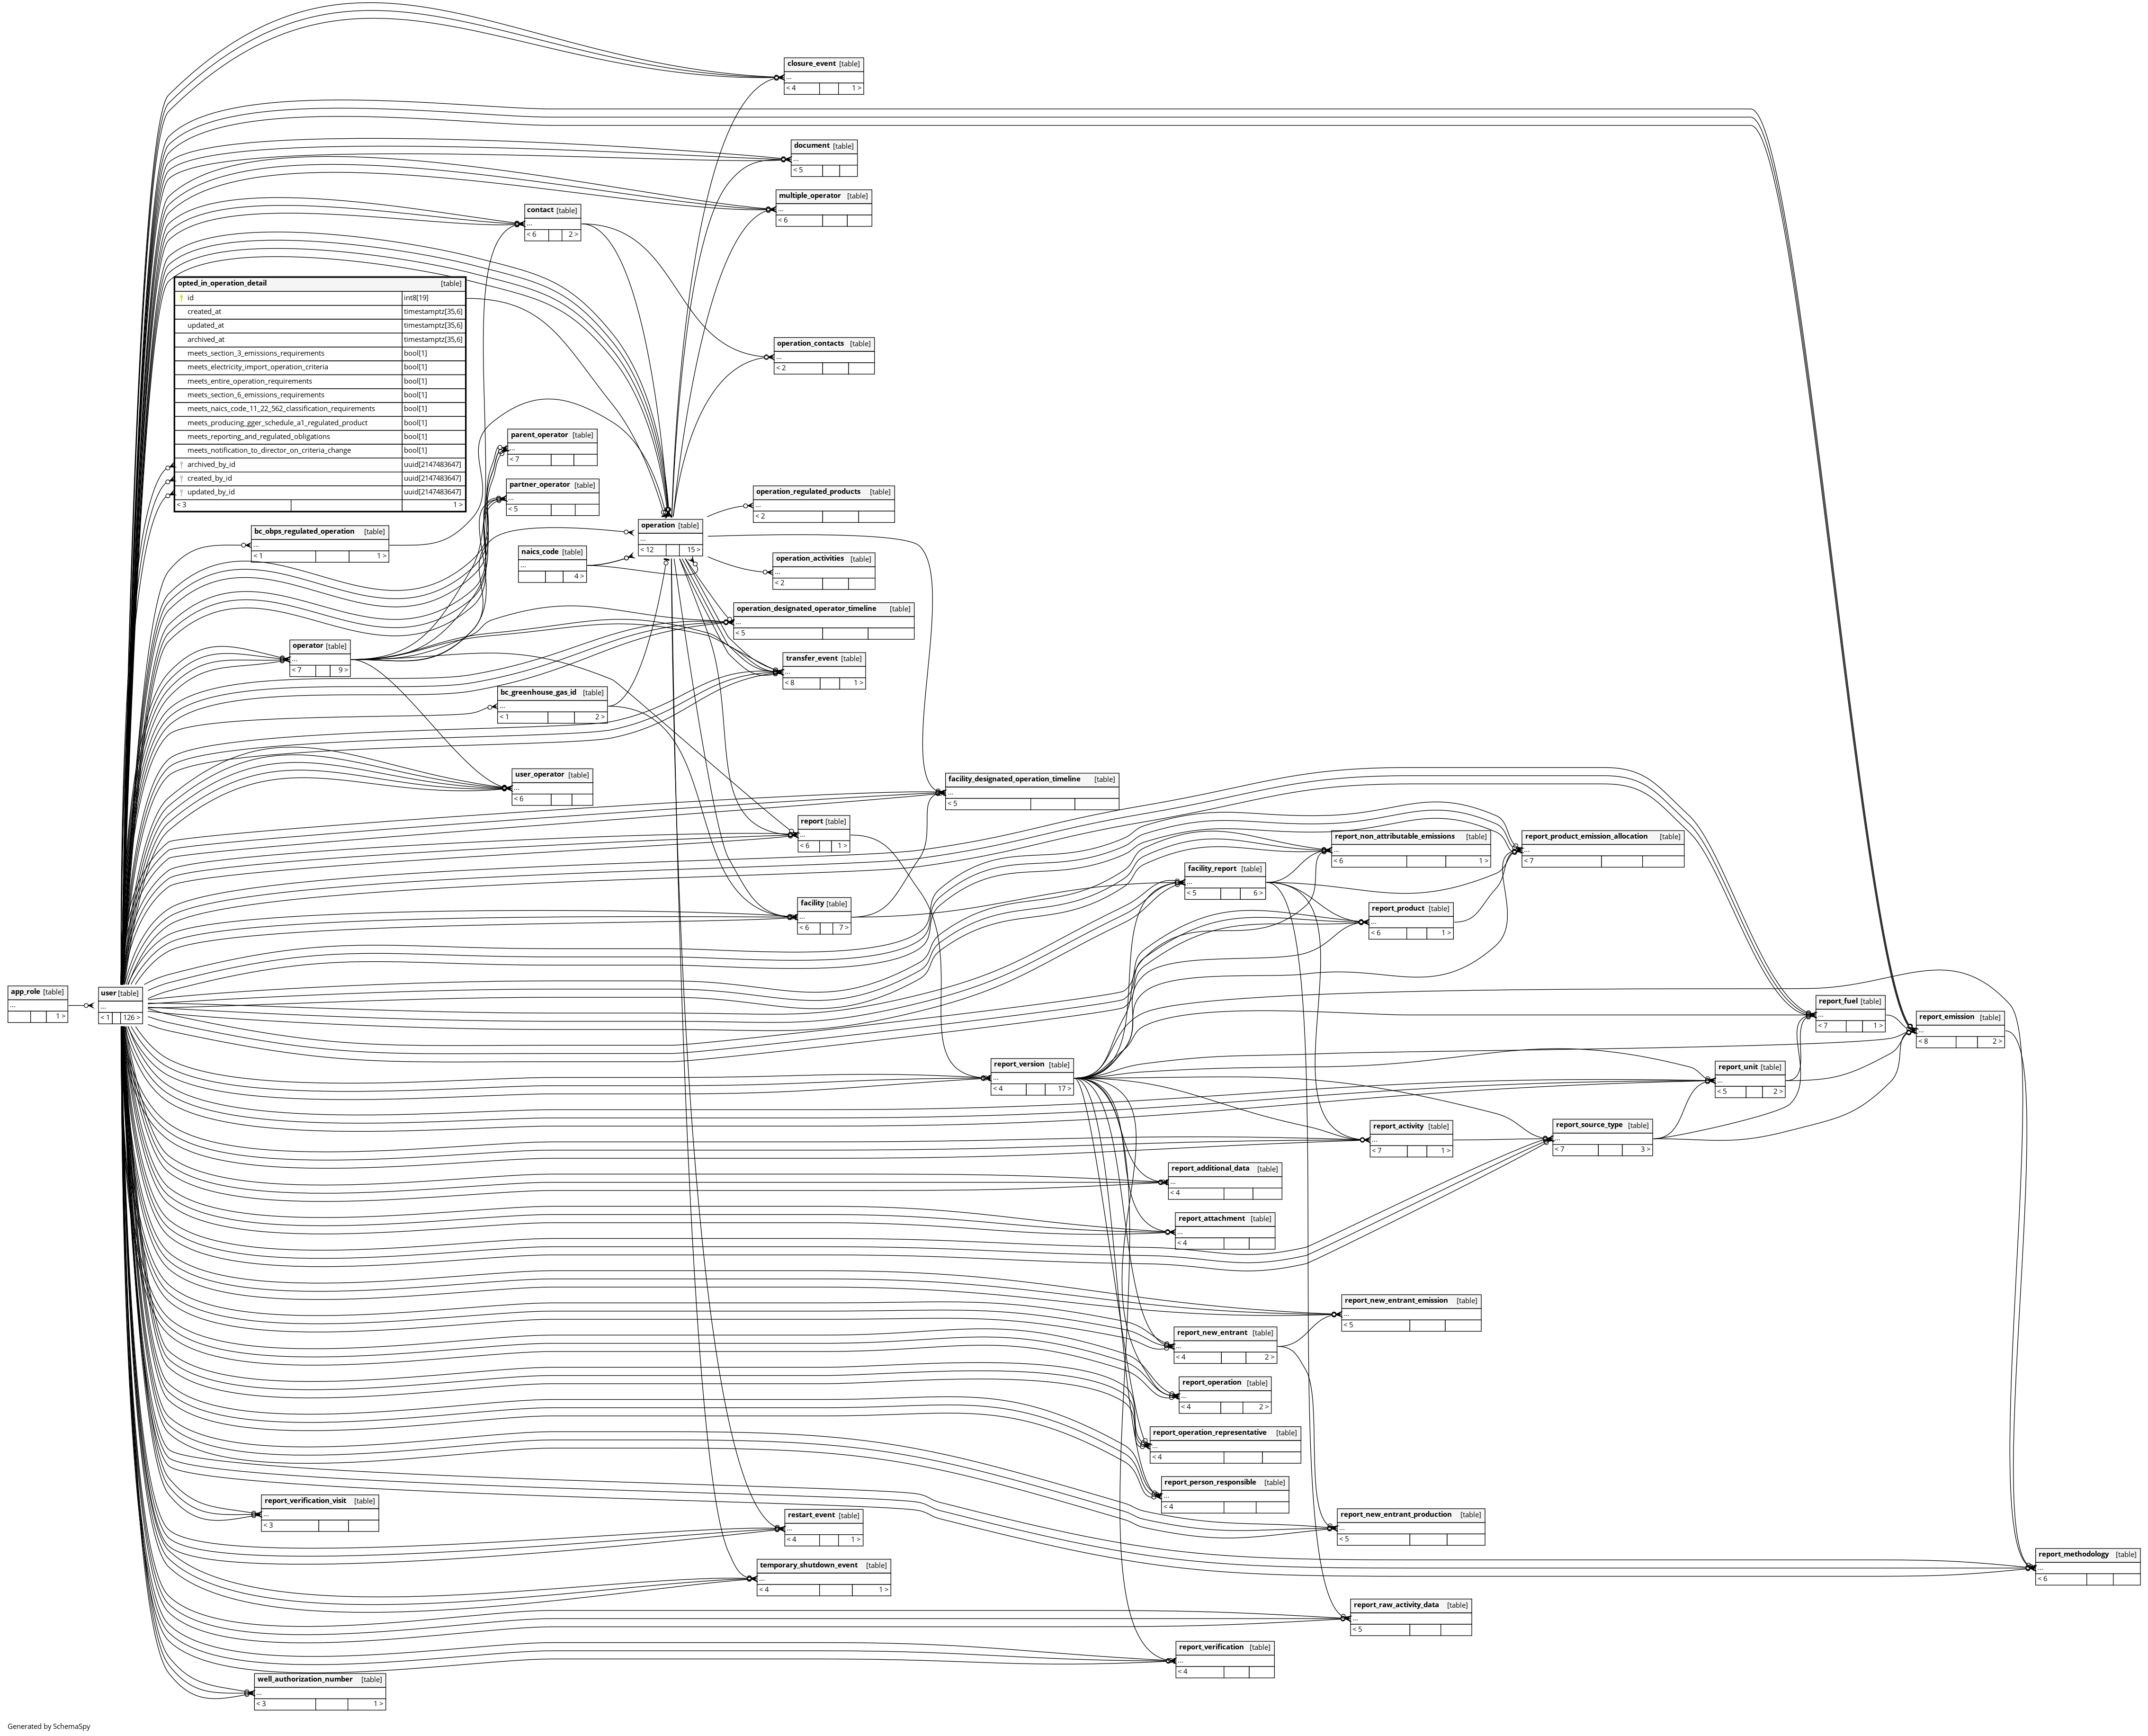 closure_event [table]
...
< 4 1 >
document [table]
...
< 5
multiple_operator [table]
...
< 6
contact [table]
...
< 6 2 >
opted_in_operation_detail [table]
id int8[19]
created_at timestamptz[35,6]
updated_at timestamptz[35,6]
archived_at timestamptz[35,6]
meets_section_3_emissions_requirements bool[1]
meets_electricity_import_operation_criteria bool[1]
meets_entire_operation_requirements bool[1]
meets_section_6_emissions_requirements bool[1]
meets_naics_code_11_22_562_classification_requirements bool[1]
meets_producing_gger_schedule_a1_regulated_product bool[1]
meets_reporting_and_regulated_obligations bool[1]
meets_notification_to_director_on_criteria_change bool[1]
archived_by_id uuid[2147483647]
created_by_id uuid[2147483647]
updated_by_id uuid[2147483647]
< 3 1 >
operation_contacts [table]
...
< 2
parent_operator [table]
...
< 7
partner_operator [table]
...
< 5
operation_regulated_products [table]
...
< 2
bc_obps_regulated_operation [table]
...
< 1 1 >
operation [table]
...
< 12 15 >
naics_code [table]
...
4 >
operation_activities [table]
...
< 2
operation_designated_operator_timeline [table]
...
< 5
operator [table]
...
< 7 9 >
transfer_event [table]
...
< 8 1 >
bc_greenhouse_gas_id [table]
...
< 1 2 >
user_operator [table]
...
< 6
facility_designated_operation_timeline [table]
...
< 5
report [table]
...
< 6 1 >
report_non_attributable_emissions [table]
...
< 6 1 >
report_product_emission_allocation [table]
...
< 7
facility_report [table]
...
< 5 6 >
facility [table]
...
< 6 7 >
report_product [table]
...
< 6 1 >
app_role [table]
...
1 >
user [table]
...
< 1 126 >
report_fuel [table]
...
< 7 1 >
report_emission [table]
...
< 8 2 >
report_version [table]
...
< 4 17 >
report_unit [table]
...
< 5 2 >
report_activity [table]
...
< 7 1 >
report_source_type [table]
...
< 7 3 >
report_additional_data [table]
...
< 4
report_attachment [table]
...
< 4
report_new_entrant_emission [table]
...
< 5
report_new_entrant [table]
...
< 4 2 >
report_operation [table]
...
< 4 2 >
report_operation_representative [table]
...
< 4
report_person_responsible [table]
...
< 4
report_verification_visit [table]
...
< 3
restart_event [table]
...
< 4 1 >
report_new_entrant_production [table]
...
< 5
temporary_shutdown_event [table]
...
< 4 1 >
report_methodology [table]
...
< 6
report_raw_activity_data [table]
...
< 5
report_verification [table]
...
< 4
well_authorization_number [table]
...
< 3 1 >
Generated by SchemaSpy